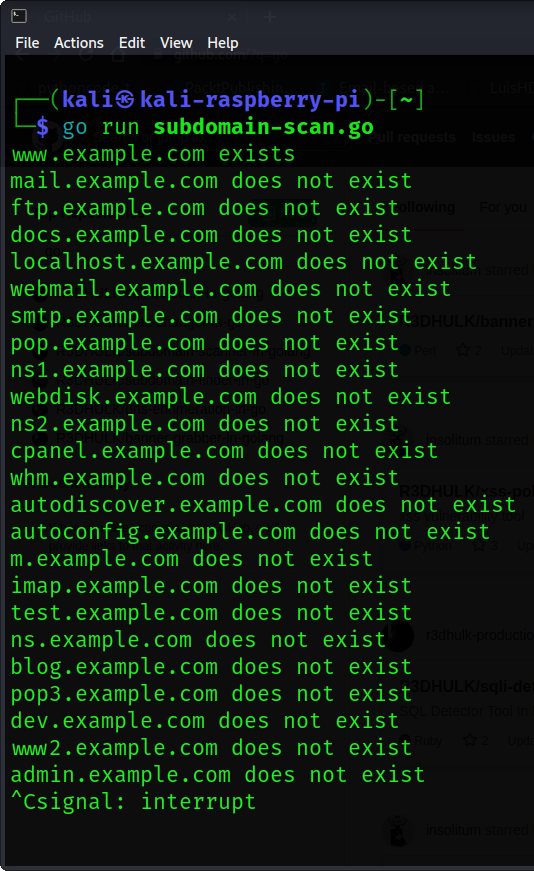 File Actions Edit View Help
┌──(kali㉿kali-raspberry-pi)-[~]
└─$ go run subdomain-scan.go
www.example.com exists
mail.example.com does not exist
ftp.example.com does not exist
docs.example.com does not exist
localhost.example.com does not exist
webmail.example.com does not exist
smtp.example.com does not exist
pop.example.com does not exist
ns1.example.com does not exist
webdisk.example.com does not exist
ns2.example.com does not exist
cpanel.example.com does not exist
whm.example.com does not exist
autodiscover.example.com does not exist
autoconfig.example.com does not exist
m.example.com does not exist
imap.example.com does not exist
test.example.com does not exist
ns.example.com does not exist
blog.example.com does not exist
pop3.example.com does not exist
dev.example.com does not exist
www2.example.com does not exist
admin.example.com does not exist
^Csignal: interrupt